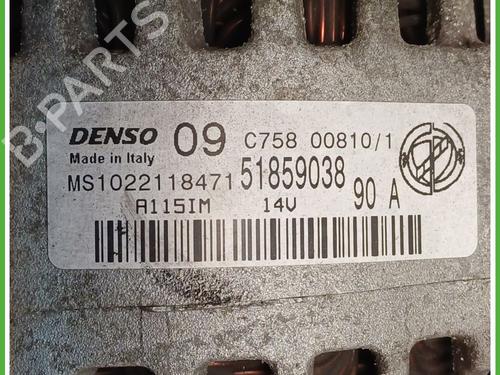 B-PARTS
DENSO 09 C758 00810/1
Made in Italy
MS1022118471 51859038
A115IM 14V 90 A